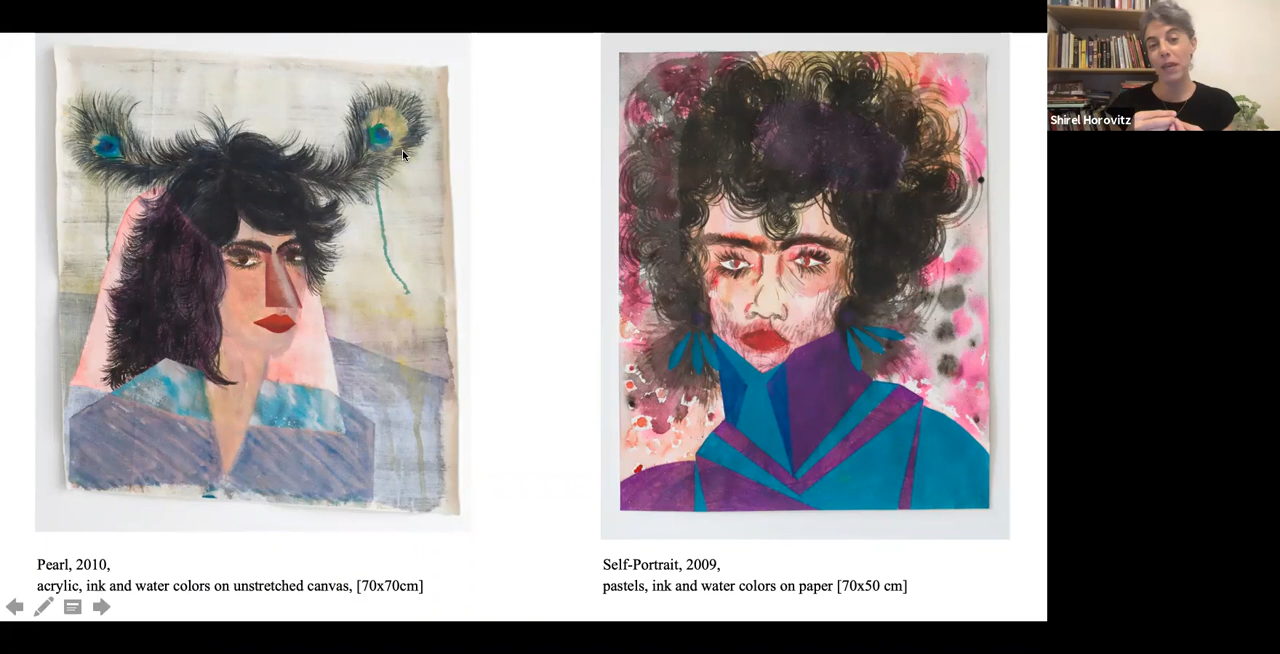 Shirel Horovitz
Pearl, 2010,
acrylic, ink and water colors on unstretched canvas, [70x70cm]
Self-Portrait, 2009,
pastels, ink and water colors on paper [70x50 cm]